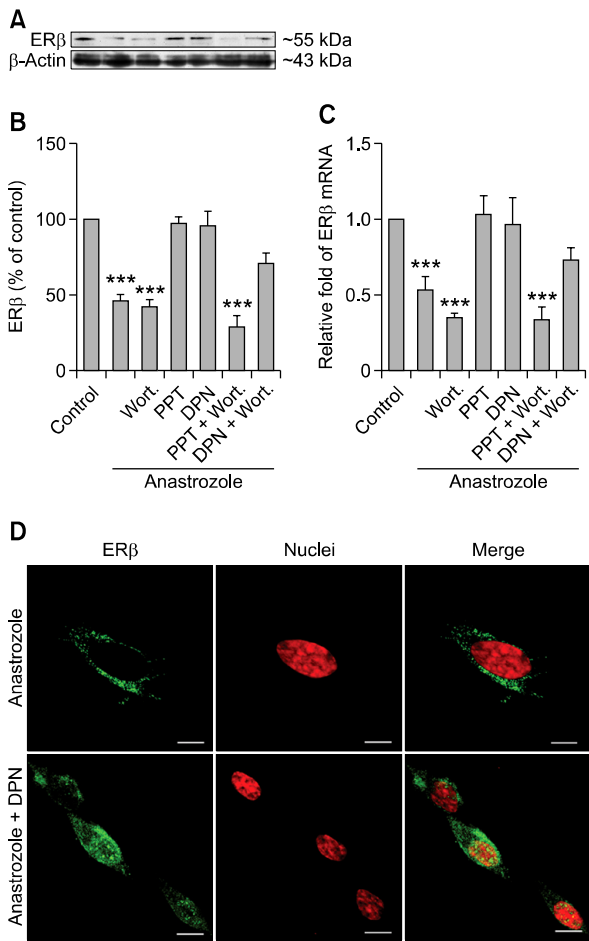 A
ERβ
~55 kDa
β-Actin
~43 kDa
B
ERβ (% of control)
150
100
50
0
***
***
***
Control
Wort.
PPT
DPN
PPT + Wort.
DPN + Wort.
Anastrozole
C
Relative fold of ERβ mRNA
1.5
1.0
0.5
0
***
***
***
Control
Wort.
PPT
DPN
PPT + Wort.
DPN + Wort.
Anastrozole
D
ERβ
Nuclei
Merge
Anastrozole
Anastrozole + DPN